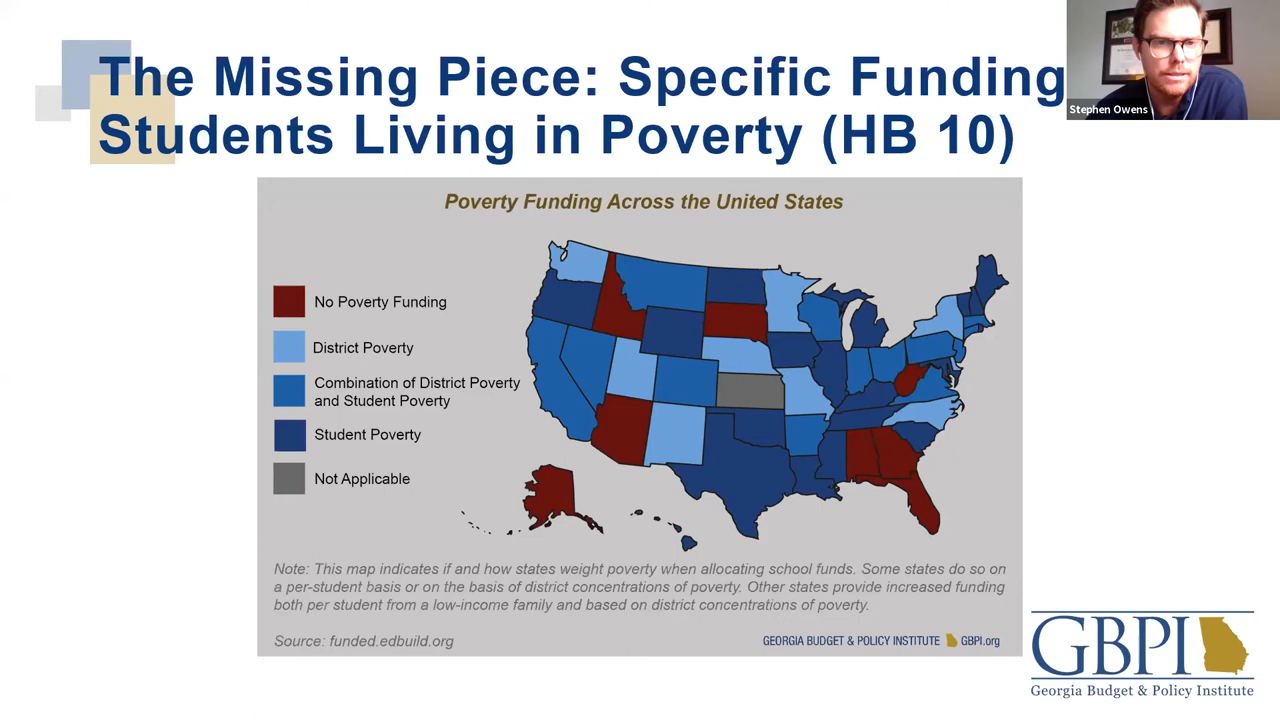 The Missing Piece: Specific Funding
Students Living in Poverty (HB 10)
Stephen Owens
Poverty Funding Across the United States
No Poverty Funding
District Poverty
Combination of District Poverty
and Student Poverty
Student Poverty
Not Applicable
Note: This map indicates if and how states weight poverty when allocating school funds. Some states do so on
a per-student basis or on the basis of district concentrations of poverty. Other states provide increased funding
both per student from a low-income family and based on district concentrations of poverty.
Source: funded.edbuild.org
GEORGIA BUDGET & POLICY INSTITUTE GBPI.org
GBPI
Georgia Budget & Policy Institute